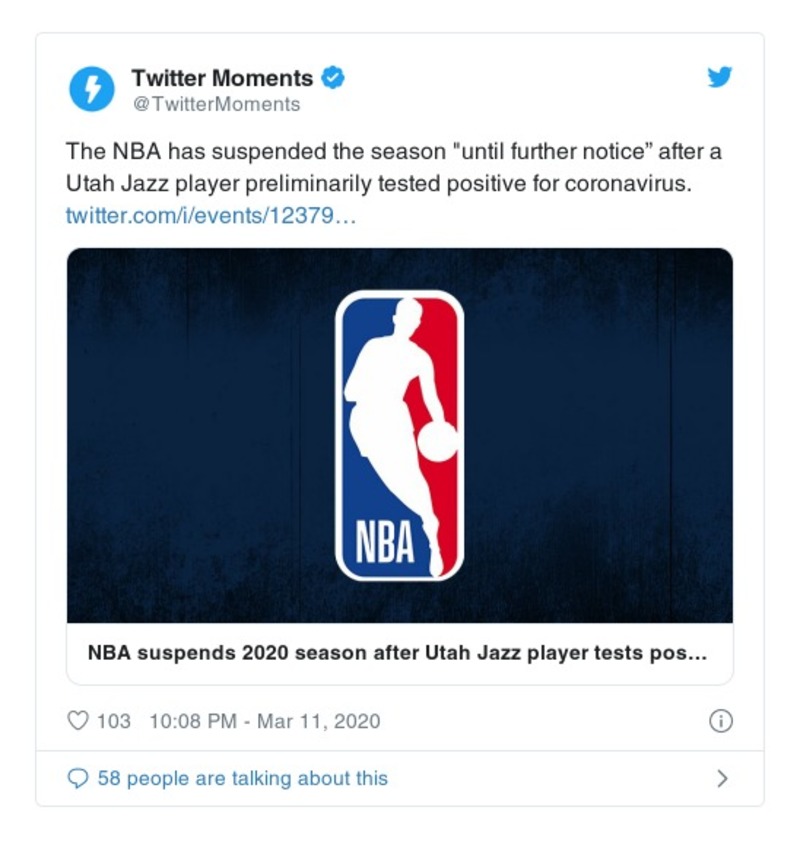 Twitter Moments
@TwitterMoments
The NBA has suspended the season "until further notice” after a
Utah Jazz player preliminarily tested positive for coronavirus.
twitter.com/i/events/12379…
NBA
NBA suspends 2020 season after Utah Jazz player tests pos...
103 10:08 PM - Mar 11, 2020
58 people are talking about this